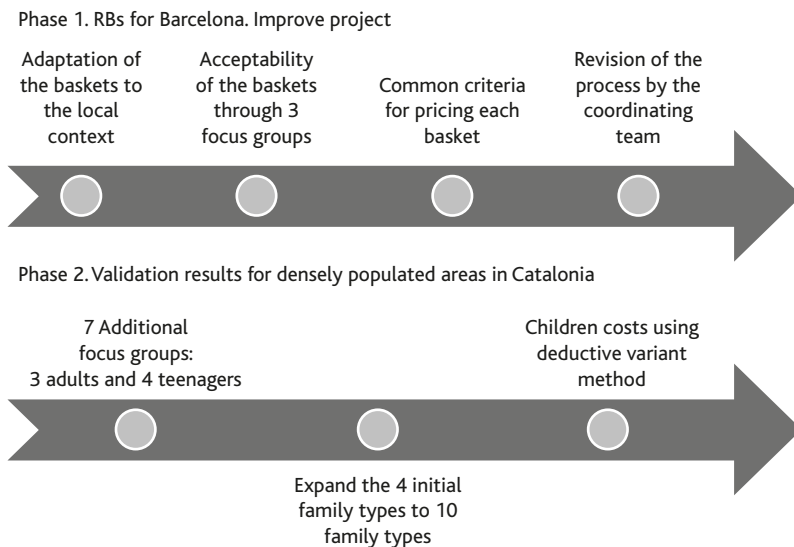 Phase 1. RBs for Barcelona. Improve project
Adaptation of
the baskets to
the local
context
Acceptability
of the baskets
through 3
focus groups
Common criteria
for pricing each
basket
Revision of the
process by the
coordinating
team
Phase 2. Validation results for densely populated areas in Catalonia
7 Additional
focus groups:
3 adults and 4 teenagers
Expand the 4 initial
family types to 10
family types
Children costs using
deductive variant
method